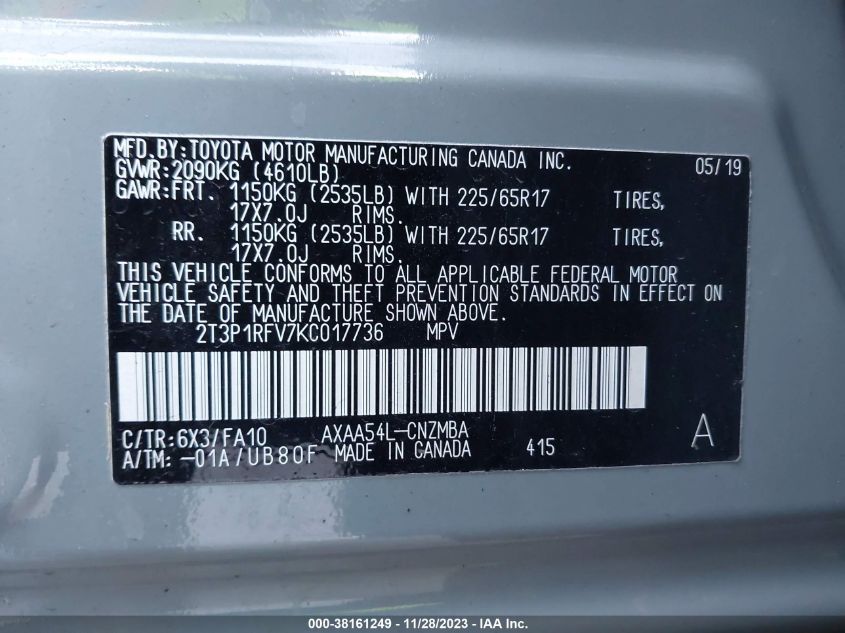 MFD.BY:TOYOTA MOTOR MANUFACTURING CANADA INC. 05/19
GVWR:2090KG (4610LB)
GAWR:FRT. 1150KG (2535LB) WITH 225/65R17 TIRES,
17X7.0J RIMS.
RR. 1150KG (2535LB) WITH 225/65R17 TIRES,
17X7.0J RIMS.
THIS VEHICLE CONFORMS TO ALL APPLICABLE FEDERAL MOTOR
VEHICLE SAFETY AND THEFT PREVENTION STANDARDS IN EFFECT ON
THE DATE OF MANUFACTURE SHOWN ABOVE.
2T3P1RFV7KC017736 MPV
C/TR:6X3/FA10 AXAA54L-CNZMBA A
A/TM: -01A/UB80F MADE IN CANADA 415
000-38161249 - 11/28/2023 - IAA Inc.